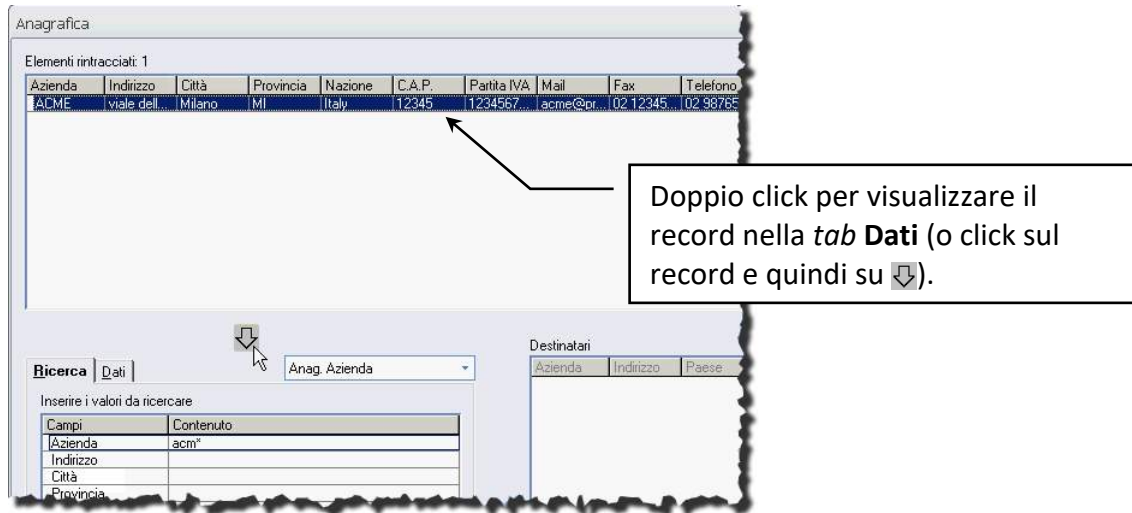 Anagrafica
Elementi rintracciati: 1
Azienda Indirizzo Città Provincia Nazione C.A.P. Partita IVA Mail Fax Telefono
ACME viale dell... Milano MI Italy 12345 1234567... acme@pr... 02 12345... 02 98765
Doppio click per visualizzare il
record nella tab Dati (o click sul
record e quindi su ).
Destinatari
Ricerca Dati Anag. Azienda Azienda Indirizzo Paese
Inserire i valori da ricercare
Campi Contenuto
Azienda acm*
Indirizzo
Città
Provincia